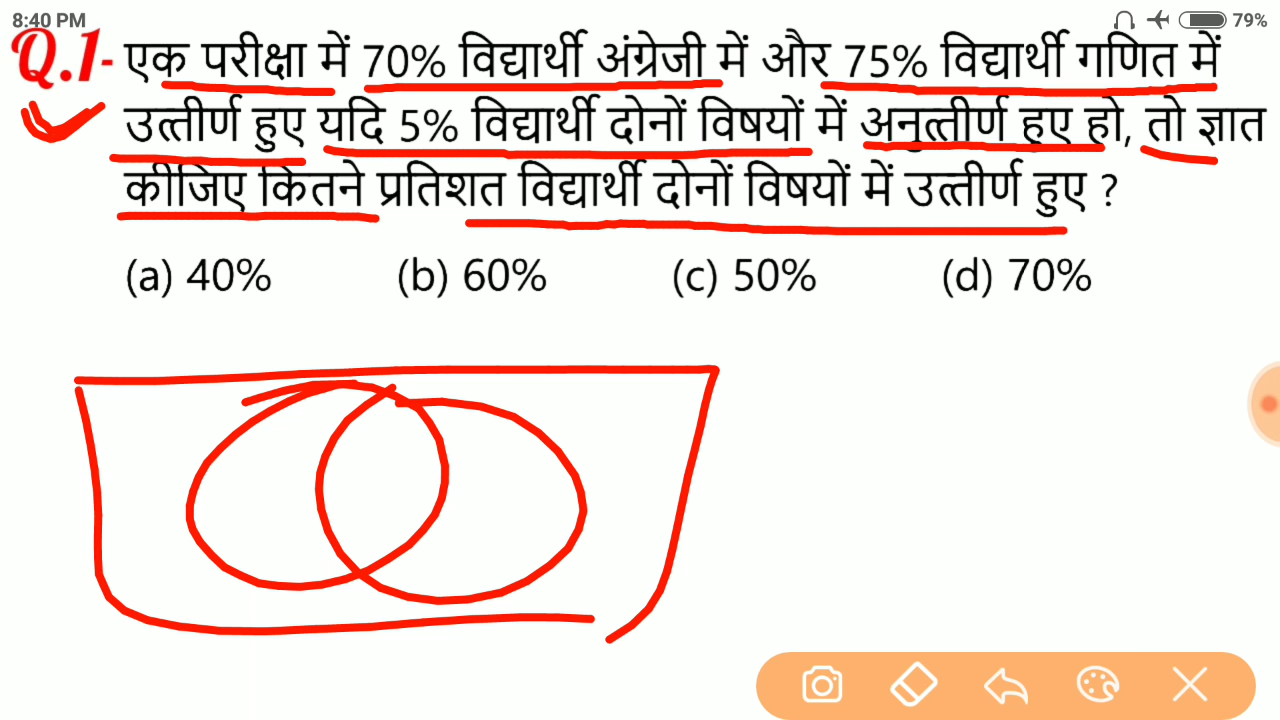 8:40 PM 79%
Q.1- एक परीक्षा में 70% विद्यार्थी अंग्रेजी में और 75% विद्यार्थी गणित में
उत्तीर्ण हुए यदि 5% विद्यार्थी दोनों विषयों में अनुत्तीर्ण हुए हो, तो ज्ञात
कीजिए कितने प्रतिशत विद्यार्थी दोनों विषयों में उत्तीर्ण हुए ?
(a) 40% (b) 60% (c) 50% (d) 70%